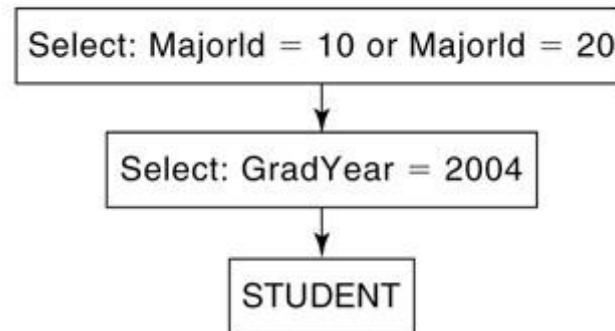 Select: MajorId = 10 or MajorId = 20
Select: GradYear = 2004
STUDENT